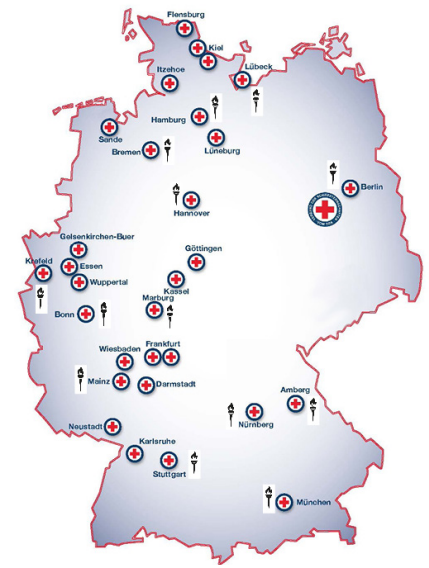 Flensburg
Kiel
Lübeck
Itzehoe
Hamburg
Sande
Bremen
Lüneburg
Berlin
Hannover
Gelsenkirchen-Buer
Göttingen
Krefeld
Essen
Wuppertal
Kassel
Marburg
Bonn
Wiesbaden
Frankfurt
Mainz
Darmstadt
Amberg
Nürnberg
Neustadt
Karlsruhe
Stuttgart
München